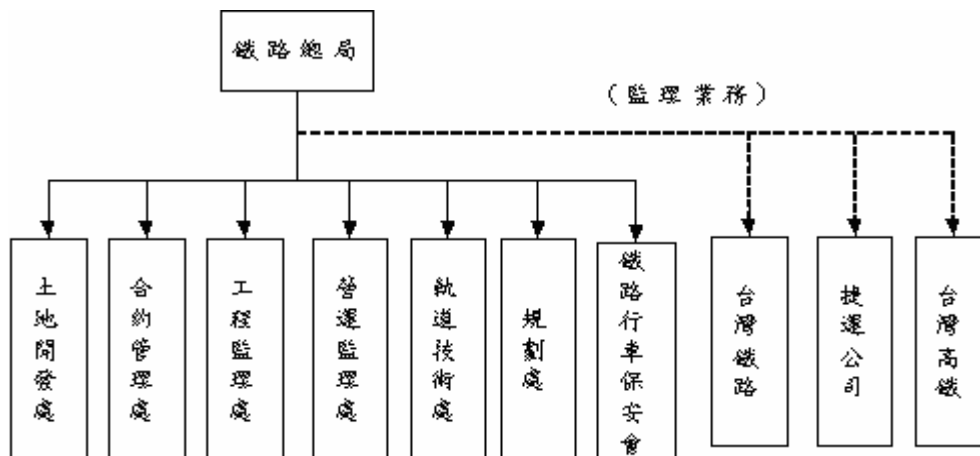 鐵路總局
(監理業務)
土地開發處
合約管理處
工程監理處
營運監理處
軌道技術處
規劃處
鐵路行車保安會
台灣鐵路
捷運公司
台灣高鐵